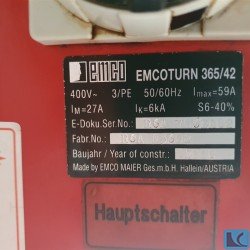 emco EMCOTURN 365/42
400V~ 3/PE 50/60Hz Imax=59A
IM=27A IK=6kA S6-40%
E-Doku.Ser.No.:
Fabr.No.:
Baujahr / Year of constr.:
Made by EMCO MAIER Ges.m.b.H. Hallein/AUSTRIA
Hauptschalter